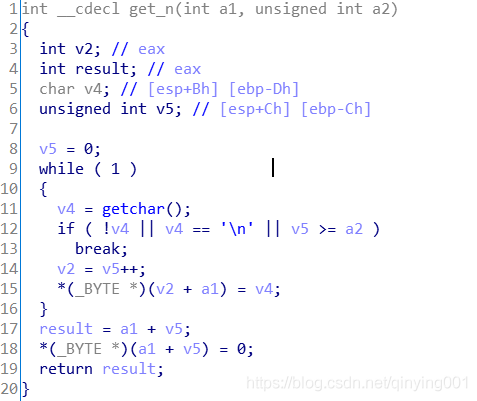 1 int __cdecl get_n(int a1, unsigned int a2)
2 {
3   int v2; // eax
4   int result; // eax
5   char v4; // [esp+Bh] [ebp-Dh]
6   unsigned int v5; // [esp+Ch] [ebp-Ch]
7
8   v5 = 0;
9   while ( 1 )
10   {
11     v4 = getchar();
12     if ( !v4 || v4 == '\n' || v5 >= a2 )
13       break;
14     v2 = v5++;
15     *(_BYTE *)(v2 + a1) = v4;
16   }
17   result = a1 + v5;
18   *(_BYTE *)(a1 + v5) = 0;
19   return result;
20 }
https://blog.csdn.net/qinying001